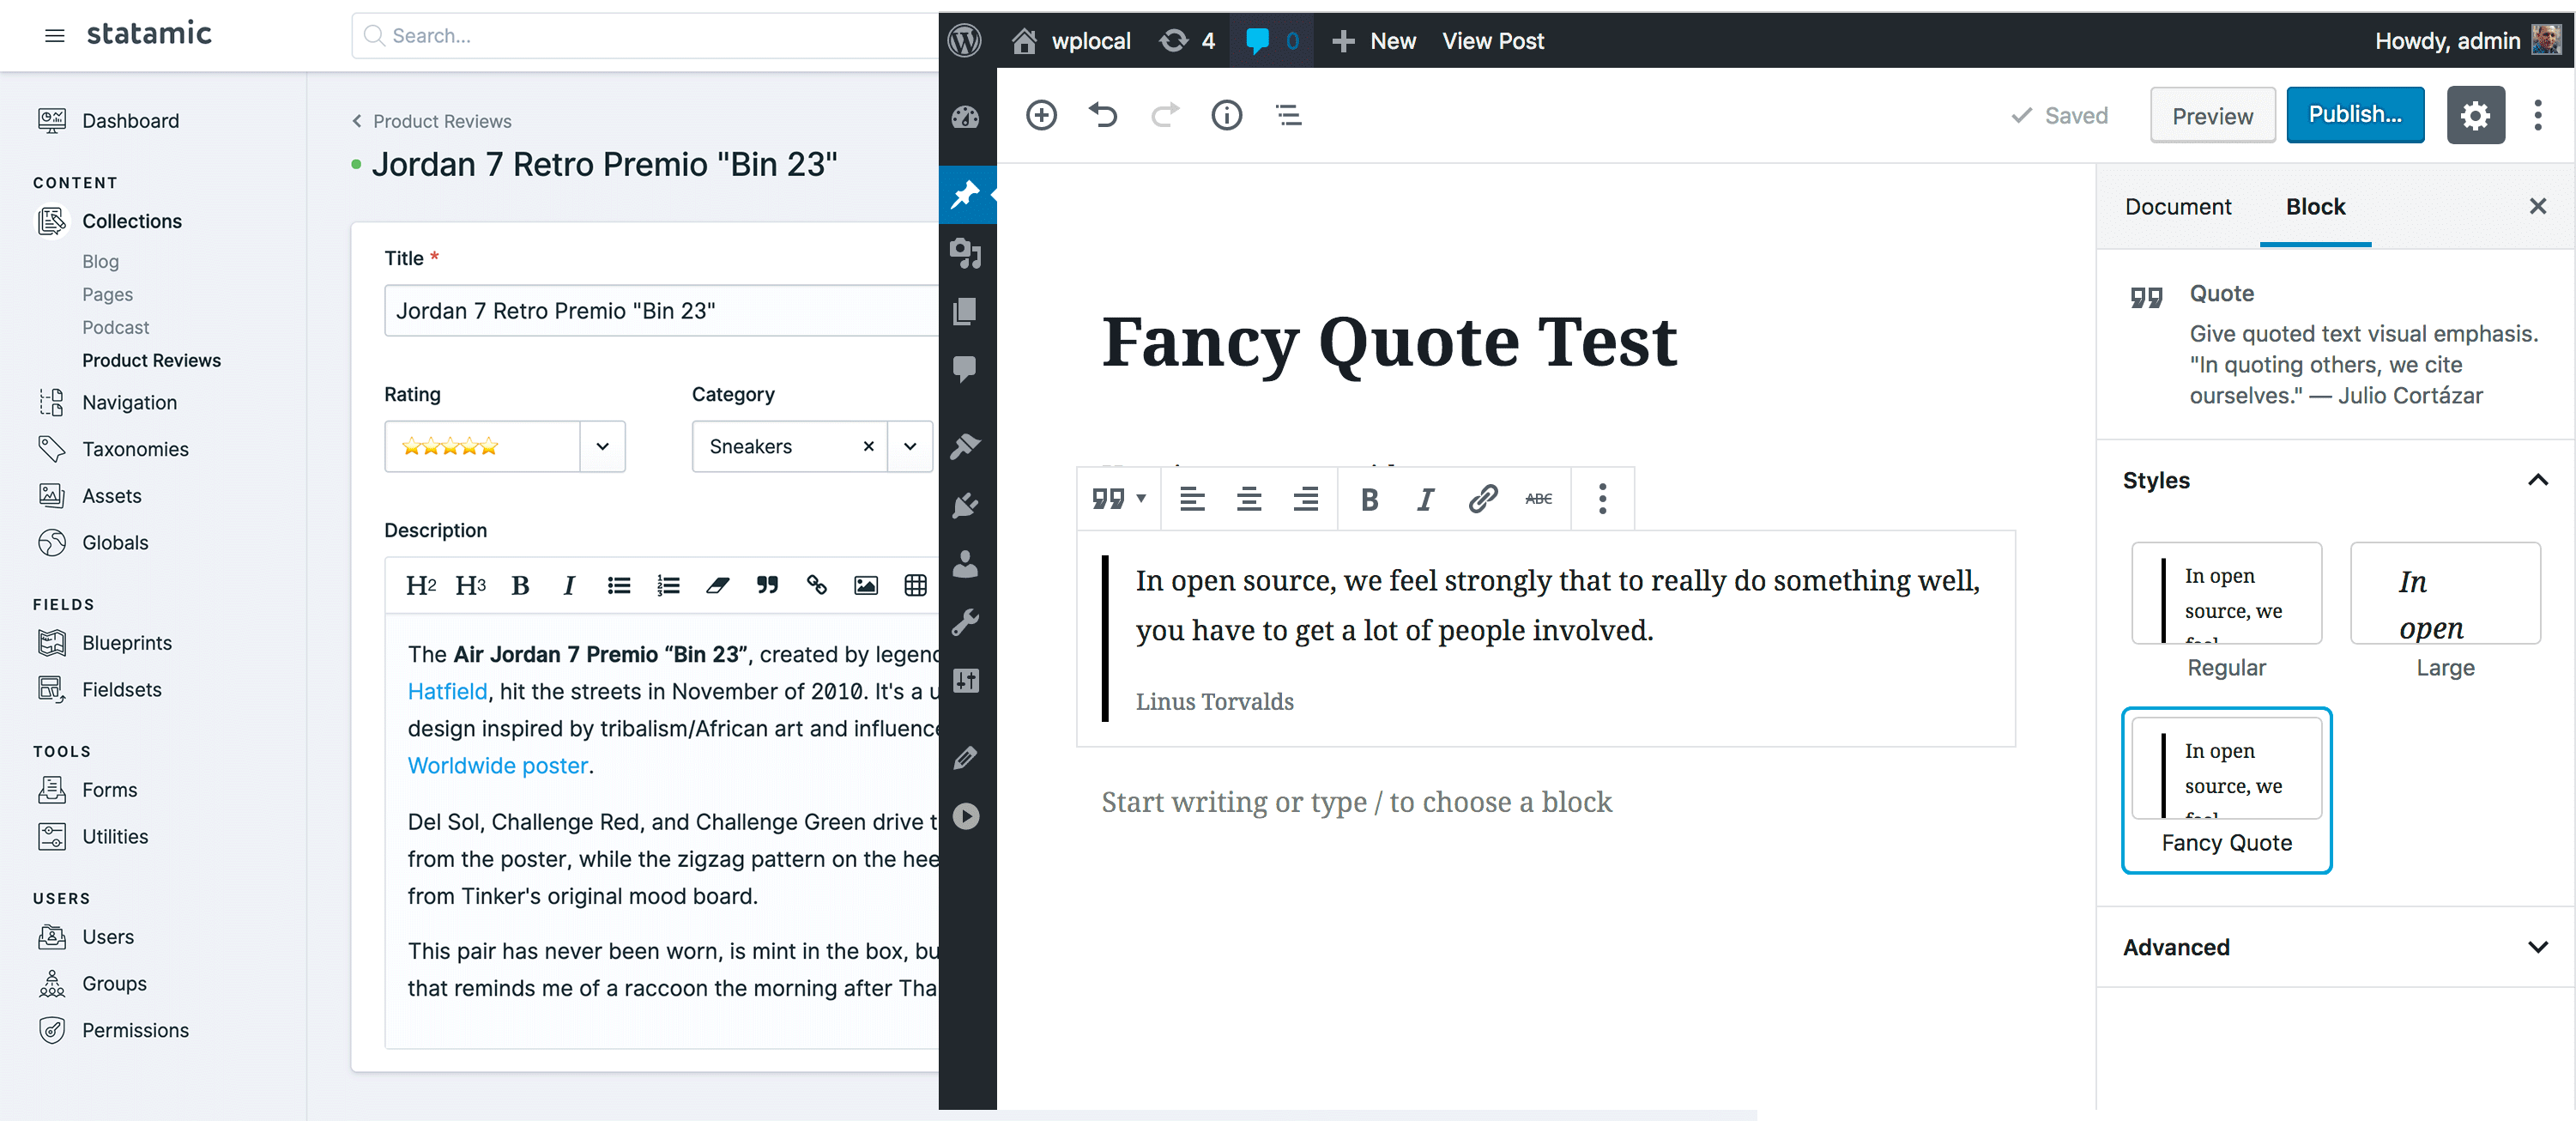 statamic
Search...
Dashboard
CONTENT
Collections
Blog
Pages
Podcast
Product Reviews
Navigation
Taxonomies
Assets
Globals
FIELDS
Blueprints
Fieldsets
TOOLS
Forms
Utilities
USERS
Users
Groups
Permissions
Product Reviews
Jordan 7 Retro Premio "Bin 23"
Title *
Jordan 7 Retro Premio "Bin 23"
Rating
Category
Sneakers
Description
H2 H3 B I
The Air Jordan 7 Premio “Bin 23”, created by legend
Hatfield, hit the streets in November of 2010. It's a u
design inspired by tribalism/African art and influence
Worldwide poster.
Del Sol, Challenge Red, and Challenge Green drive t
from the poster, while the zigzag pattern on the hee
from Tinker's original mood board.
This pair has never been worn, is mint in the box, bu
that reminds me of a raccoon the morning after Tha
wplocal 4 0 New View Post
Howdy, admin
Saved Preview Publish...
Fancy Quote Test
B I ABC
In open source, we feel strongly that to really do something well,
you have to get a lot of people involved.
Linus Torvalds
Start writing or type / to choose a block
Document Block
Quote
Give quoted text visual emphasis.
"In quoting others, we cite
ourselves." — Julio Cortázar
Styles
In open
source, we
feel
Regular
In
open
Large
In open
source, we
feel
Fancy Quote
Advanced